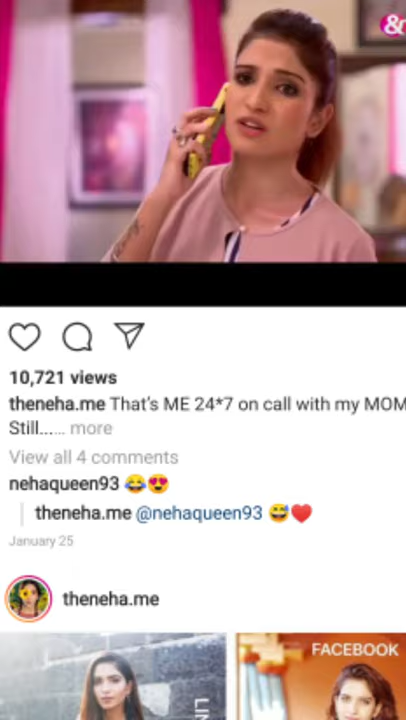 &
10,721 views
theneha.me That's ME 24*7 on call with my MOM
Still...... more
View all 4 comments
nehaqueen93 😂😍
theneha.me @nehaqueen93 😅❤️
January 25
theneha.me
LIN
FACEBOOK